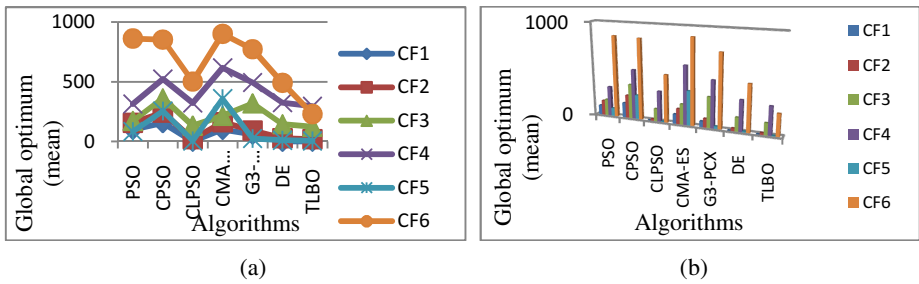 1000
500
0
Global optimum
(mean)
PSO
CPSO
CLPSO
CMA...
G3-...
DE
TLBO
Algorithms
CF1
CF2
CF3
CF4
CF5
CF6
(a)
1000
0
Global optimum
(mean)
PSO
CPSO
CLPSO
CMA-ES
G3-PCX
DE
TLBO
Algorithms
CF1
CF2
CF3
CF4
CF5
CF6
(b)